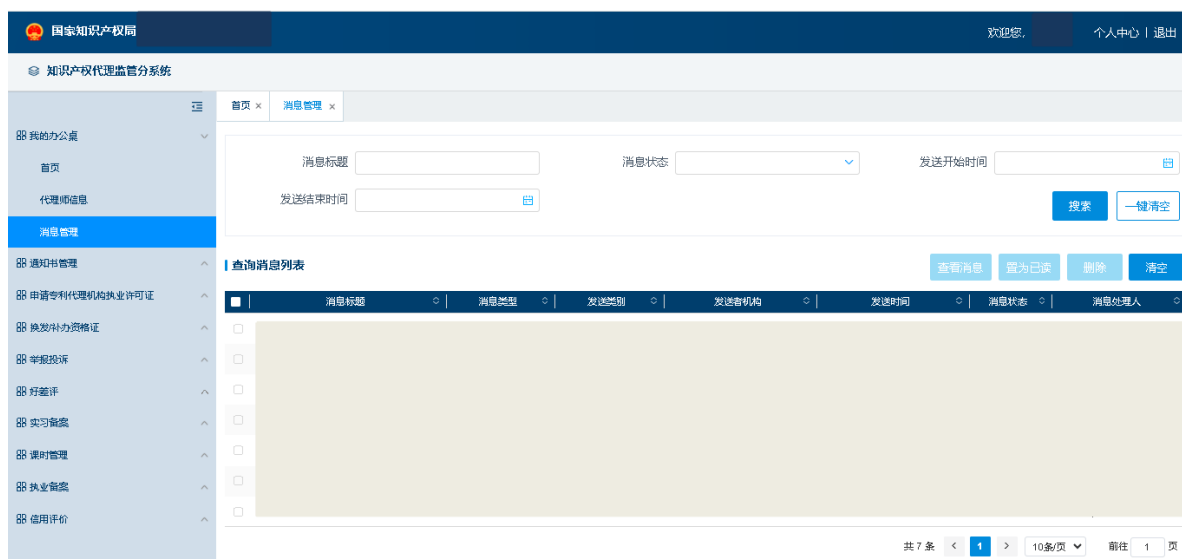 国家知识产权局 欢迎您, 个人中心 | 退出
知识产权代理监管分系统
首页 × 消息管理 ×
我的办公桌
首页
代理师信息
消息管理
通知书管理
申请专利代理机构执业许可证
换发/补办资格证
举报投诉
好差评
实习备案
课时管理
执业备案
信用评价
消息标题 消息状态 发送开始时间
发送结束时间 搜索 一键清空
查询消息列表 查看消息 置为已读 删除 清空
消息标题 消息类型 发送类别 发送者机构 发送时间 消息状态 消息处理人
共 7 条 < 1 > 10条/页 前往 1 页